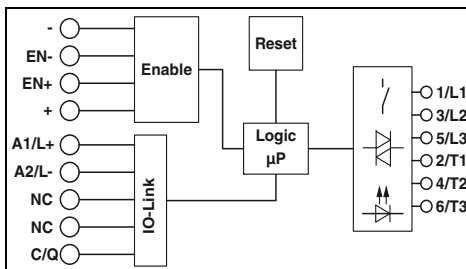 -
EN-
EN+
+
Enable
Reset
A1/L+
A2/L-
NC
NC
C/Q
IO-Link
Logic
µP
1/L1
3/L2
5/L3
2/T1
4/T2
6/T3